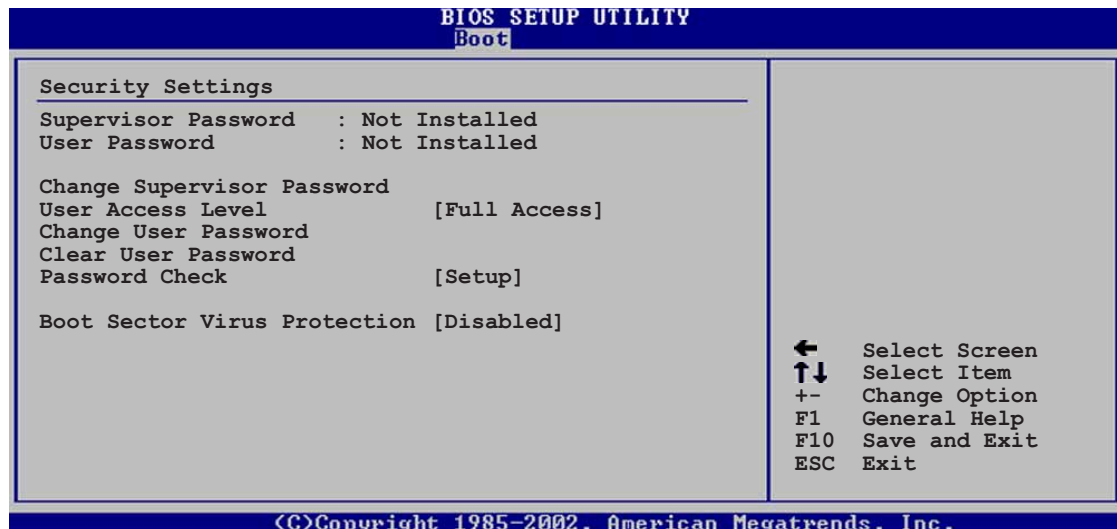 BIOS SETUP UTILITY
Boot
Security Settings
Supervisor Password : Not Installed
User Password : Not Installed
Change Supervisor Password
User Access Level [Full Access]
Change User Password
Clear User Password
Password Check [Setup]
Boot Sector Virus Protection [Disabled]
← Select Screen
↑↓ Select Item
+- Change Option
F1 General Help
F10 Save and Exit
ESC Exit
(C)Copyright 1985-2002, American Megatrends, Inc.